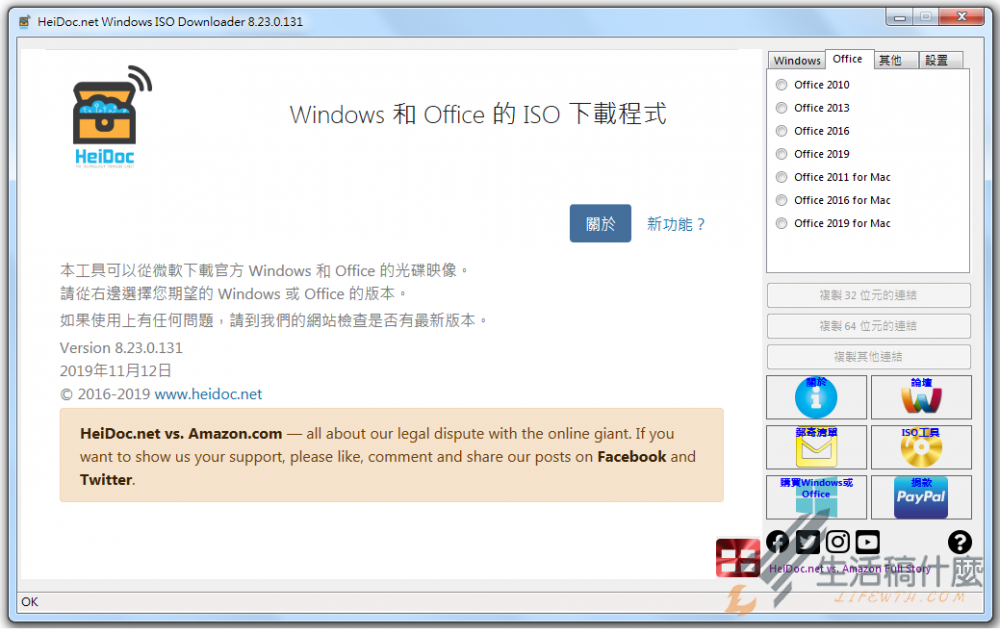 HeiDoc.net Windows ISO Downloader 8.23.0.131
HeiDoc
Windows 和 Office 的 ISO 下載程式
關於
新功能？
本工具可以從微軟下載官方 Windows 和 Office 的光碟映像。
請從右邊選擇您期望的 Windows 或 Office 的版本。
如果使用上有任何問題，請到我們的網站檢查是否有最新版本。
Version 8.23.0.131
2019年11月12日
© 2016-2019 www.heidoc.net
HeiDoc.net vs. Amazon.com — all about our legal dispute with the online giant. If you
want to show us your support, please like, comment and share our posts on Facebook and
Twitter.
Windows
Office
其他
設置
Office 2010
Office 2013
Office 2016
Office 2019
Office 2011 for Mac
Office 2016 for Mac
Office 2019 for Mac
複製 32 位元的連結
複製 64 位元的連結
複製其他連結
關於
論壇
郵寄清單
ISO工具
購買Windows或
Office
捐款
PayPal
HeiDoc.net vs. Amazon Full Story
生活稿什麼
LIFEWTH.COM
OK